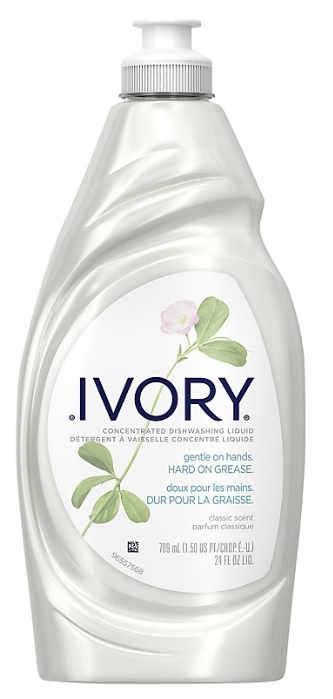 IVORY®
CONCENTRATED DISHWASHING LIQUID
DÉTERGENT À VAISSELLE CONCENTRÉ LIQUIDE
gentle on hands.
HARD ON GREASE.
doux pour les mains.
DUR POUR LA GRAISSE.
classic scent
parfum classique
709 mL (1.50 US PT/CHOP. É.-U.)
24 FL OZ LIQ.
96557568